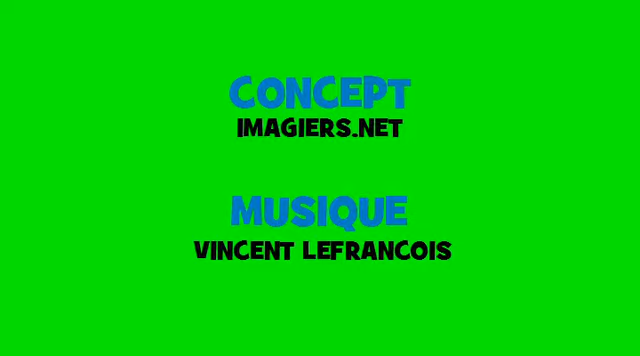 CONCEPT
IMAGIERS.NET
MUSIQUE
VINCENT LEFRANCOIS